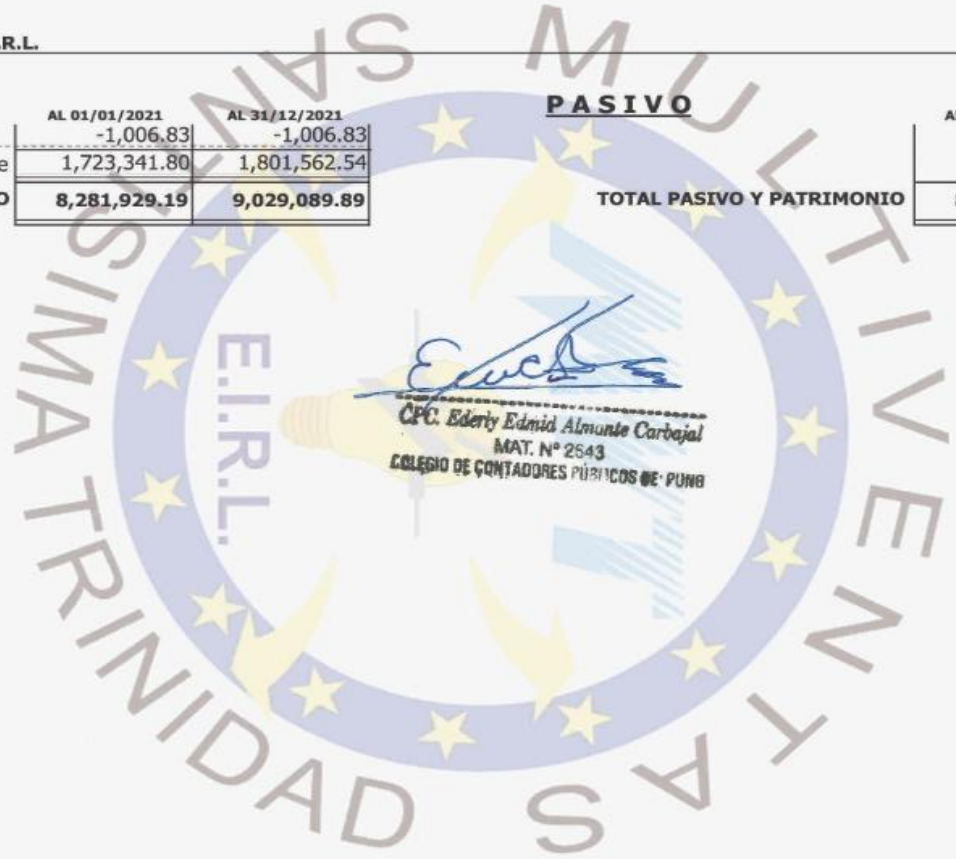 .R.L.
PASIVO
AL 01/01/2021 AL 31/12/2021 A
-1,006.83 -1,006.83
e 1,723,341.80 1,801,562.54
O 8,281,929.19 9,029,089.89 TOTAL PASIVO Y PATRIMONIO
MULTIVENTAS SANTISIMA TRINIDAD
E.I.R.L.
CPC. Ederly Edmid Almonte Carbajal
MAT. Nº 2543
COLEGIO DE CONTADORES PÚBLICOS DE PUNO